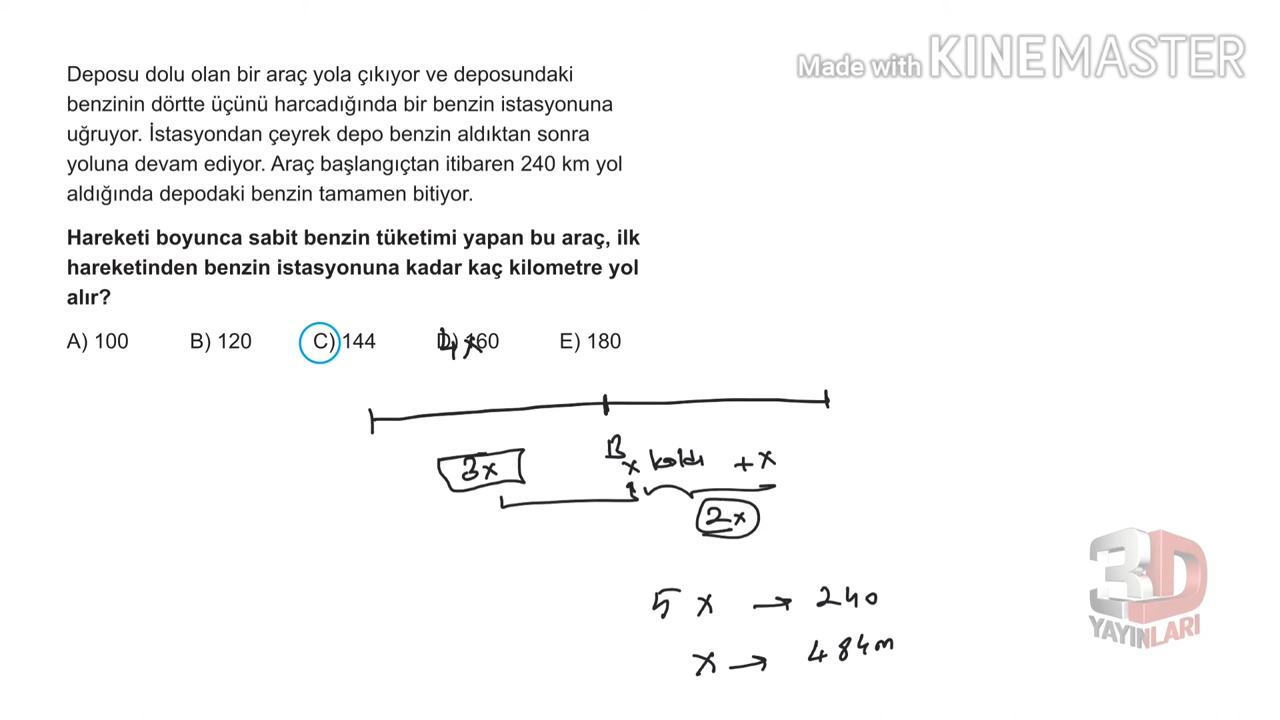 Made with KINEMASTER
Deposu dolu olan bir araç yola çıkıyor ve deposundaki
benzinin dörtte üçünü harcadığında bir benzin istasyonuna
uğruyor. İstasyondan çeyrek depo benzin aldıktan sonra
yoluna devam ediyor. Araç başlangıçtan itibaren 240 km yol
aldığında depodaki benzin tamamen bitiyor.
Hareketi boyunca sabit benzin tüketimi yapan bu araç, ilk
hareketinden benzin istasyonuna kadar kaç kilometre yol
alır?
A) 100 B) 120 C) 144 D) 160 E) 180
4x
B
3x x kaldı +x
2x
5x → 240
x → 48 km
3D
YAYINLARI